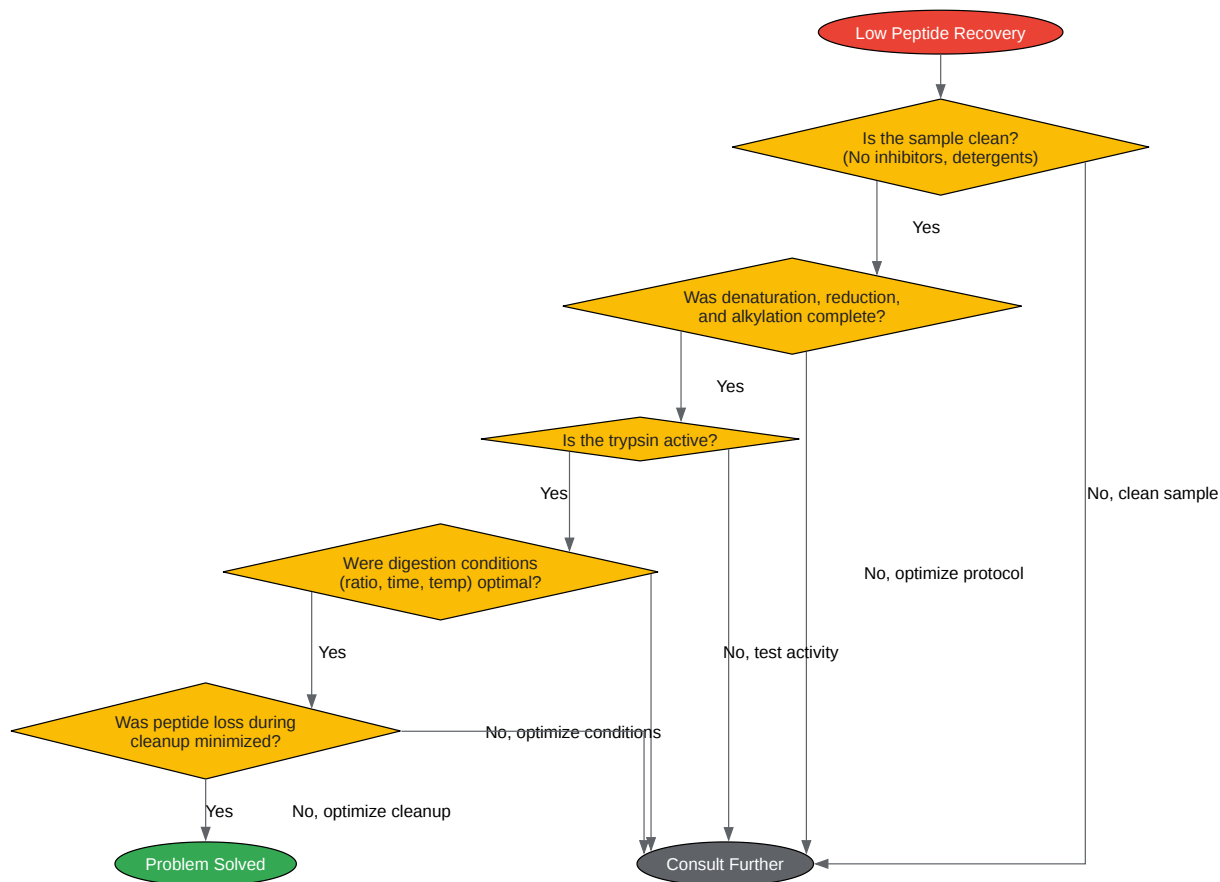 Low Peptide Recovery
Is the sample clean?
(No inhibitors, detergents)
Yes
Was denaturation, reduction,
and alkylation complete?
Yes
Is the trypsin active?
Yes
No, clean sample
Were digestion conditions
(ratio, time, temp) optimal?
No, optimize protocol
Yes
No, test activity
Was peptide loss during
cleanup minimized?
No, optimize conditions
Yes
No, optimize cleanup
Problem Solved
Consult Further